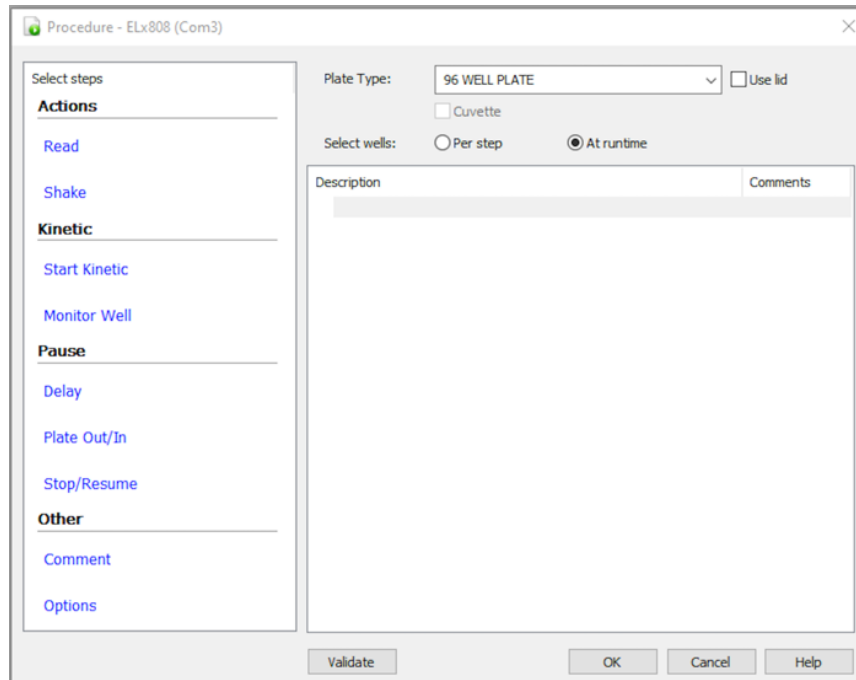 Procedure - ELx808 (Com3)
Select steps
Actions
Read
Shake
Kinetic
Start Kinetic
Monitor Well
Pause
Delay
Plate Out/In
Stop/Resume
Other
Comment
Options
Plate Type: 96 WELL PLATE Use lid
Cuvette
Select wells: Per step At runtime
Description Comments
Validate OK Cancel Help